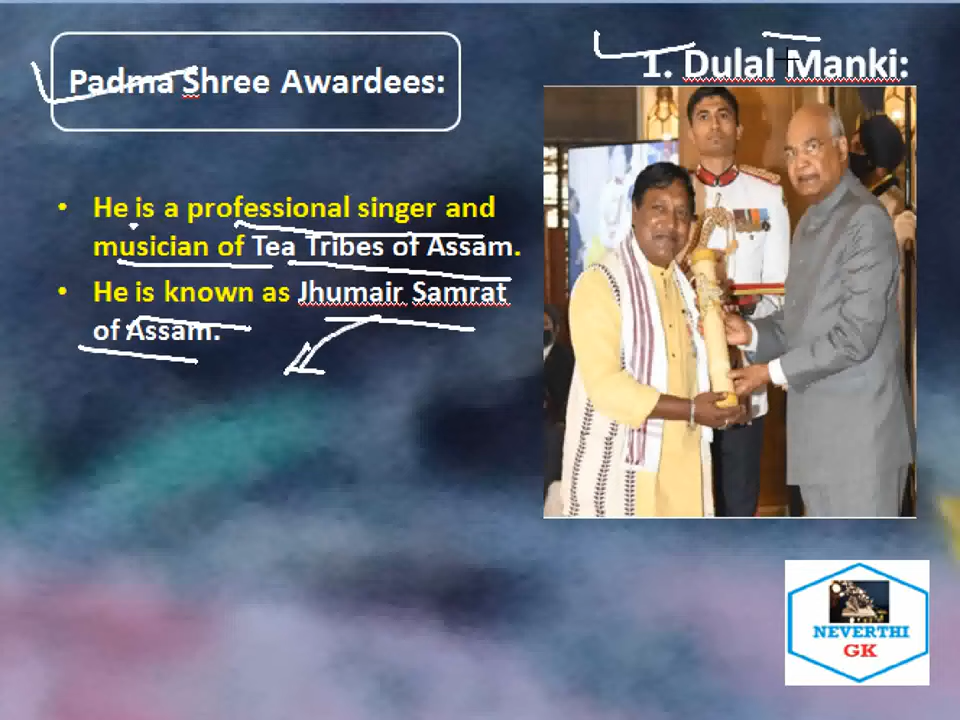 Padma Shree Awardees:
1. Dulal Manki:
• He is a professional singer and
musician of Tea Tribes of Assam.
• He is known as Jhumair Samrat
of Assam.
NEVERTHI
GK